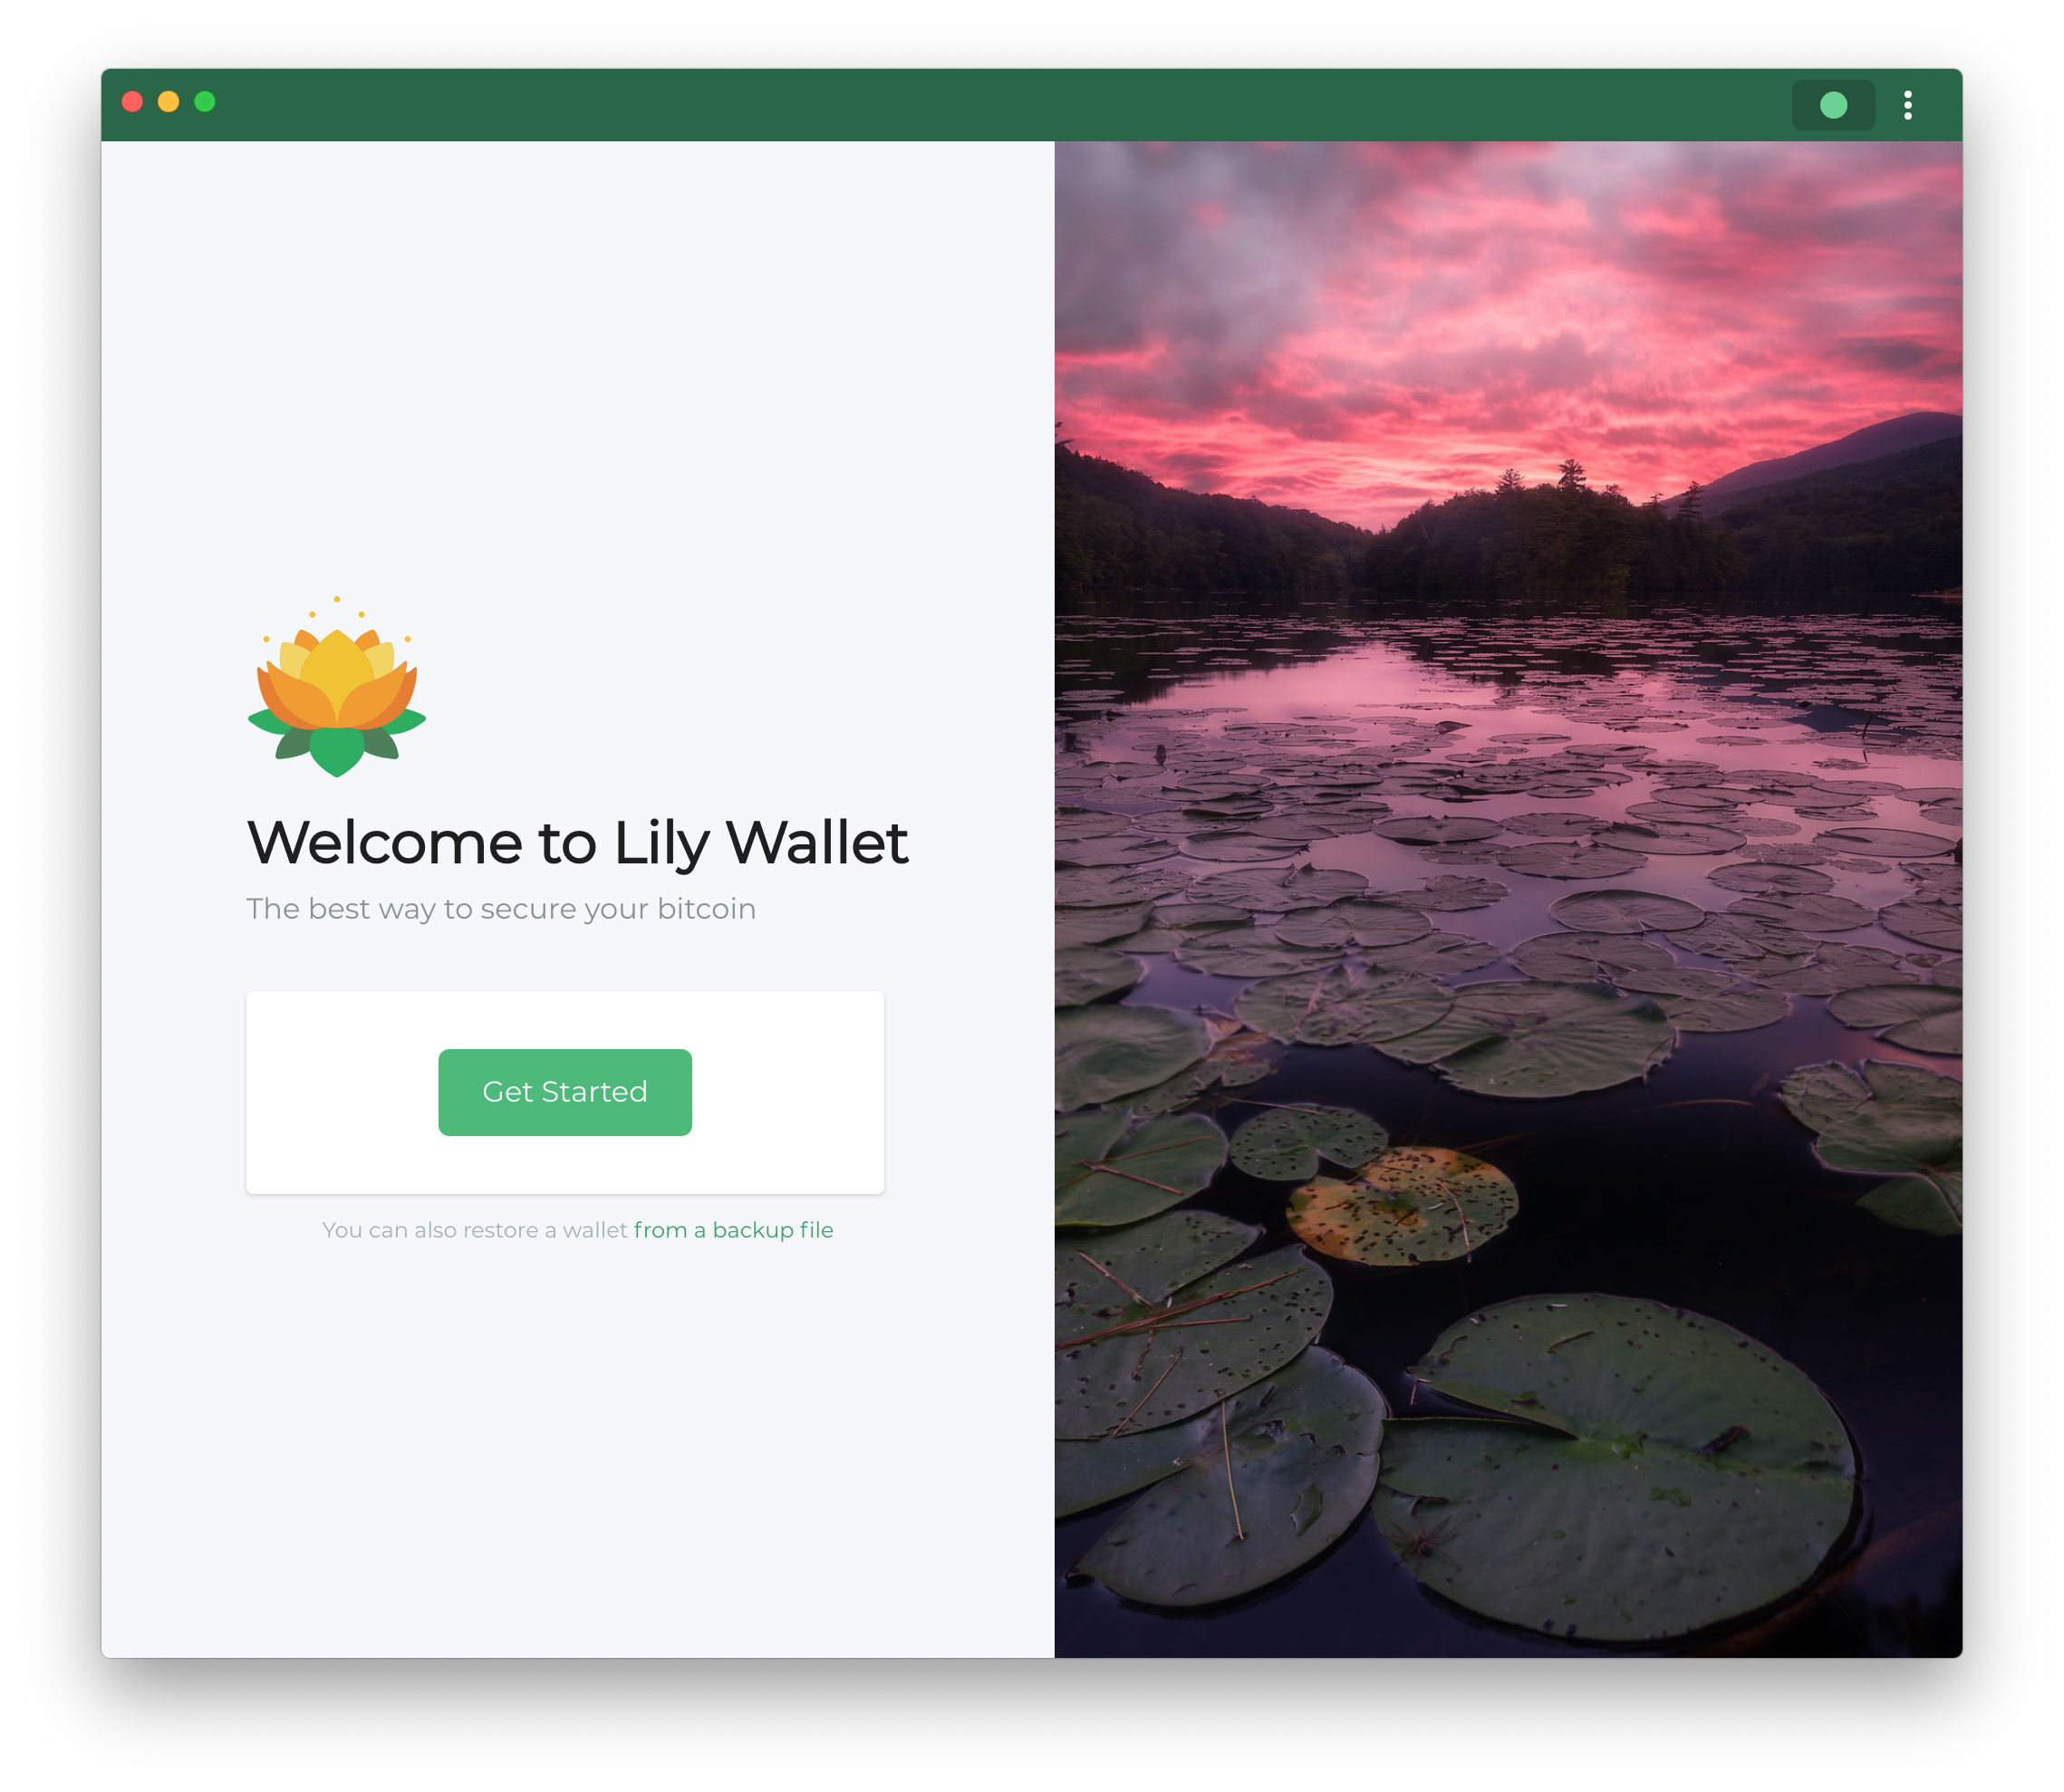 Welcome to Lily Wallet
The best way to secure your bitcoin
Get Started
You can also restore a wallet from a backup file